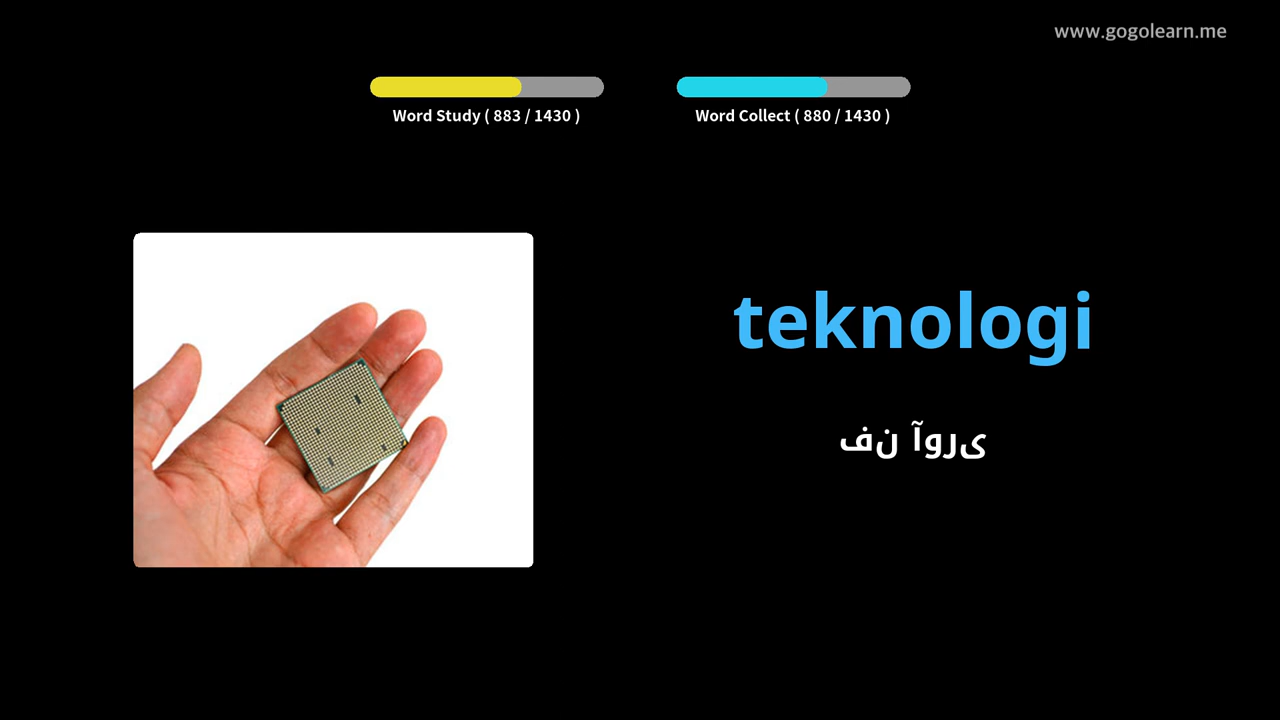 www.gogolearn.me
Word Study ( 883 / 1430 )
Word Collect ( 880 / 1430 )
teknologi
فن آوری